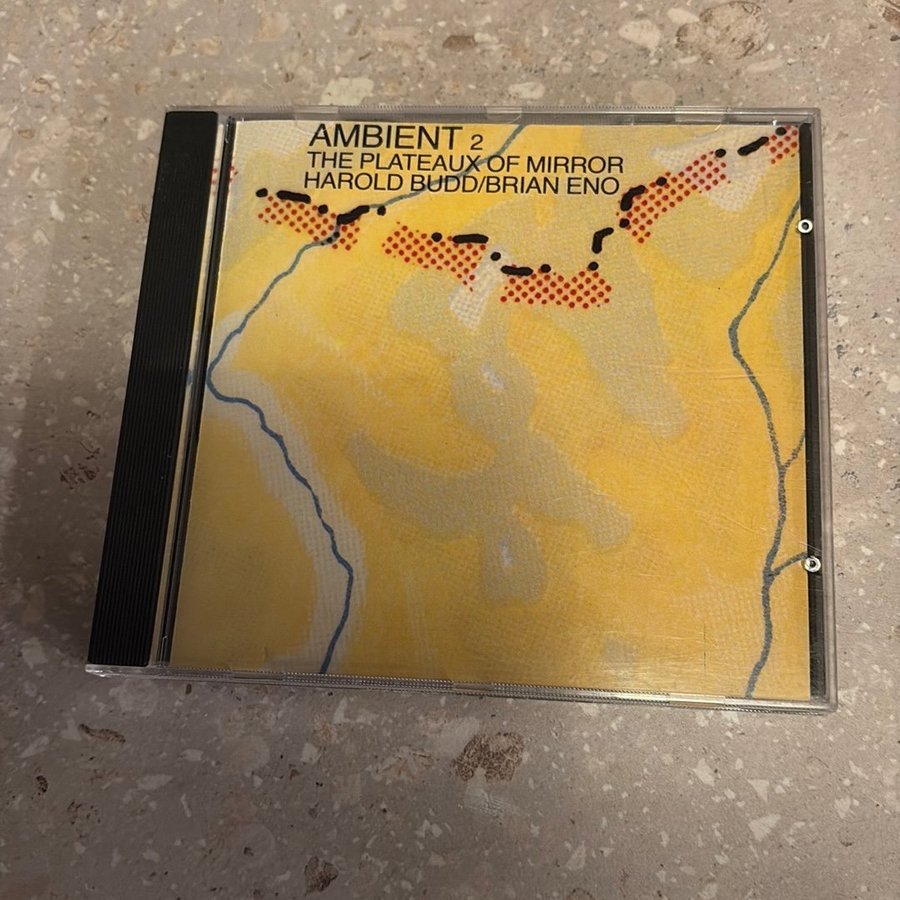 AMBIENT 2
THE PLATEAUX OF MIRROR
HAROLD BUDD/BRIAN ENO